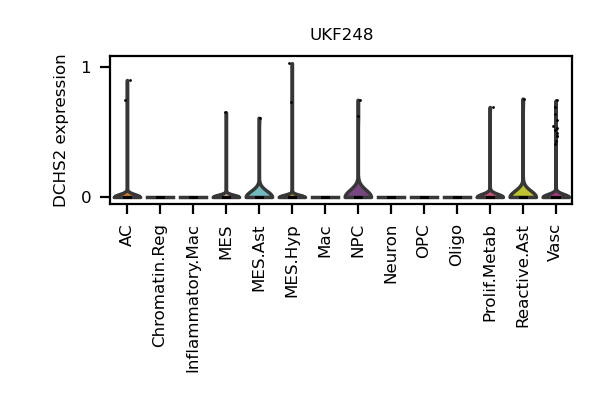 UKF248
DCHS2 expression
1
0
AC
Chromatin.Reg
Inflammatory.Mac
MES
MES.Ast
MES.Hyp
Mac
NPC
Neuron
OPC
Oligo
Prolif.Metab
Reactive.Ast
Vasc